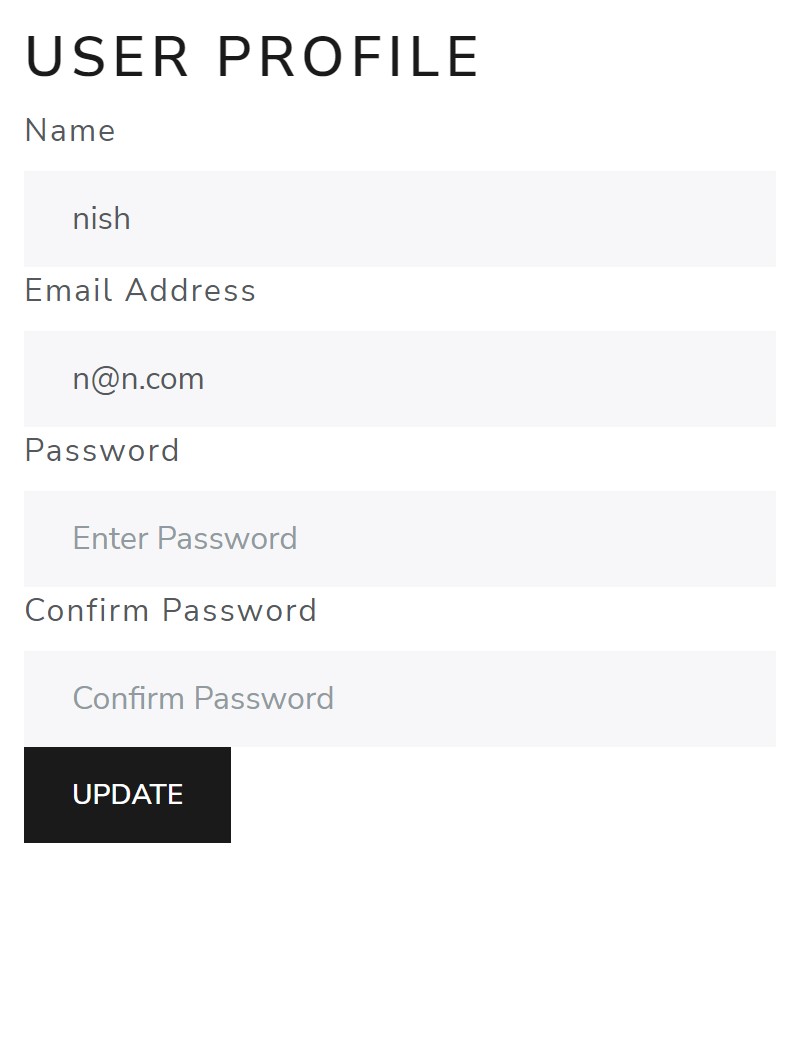 USER PROFILE
Name
nish
Email Address
n@n.com
Password
Enter Password
Confirm Password
Confirm Password
UPDATE